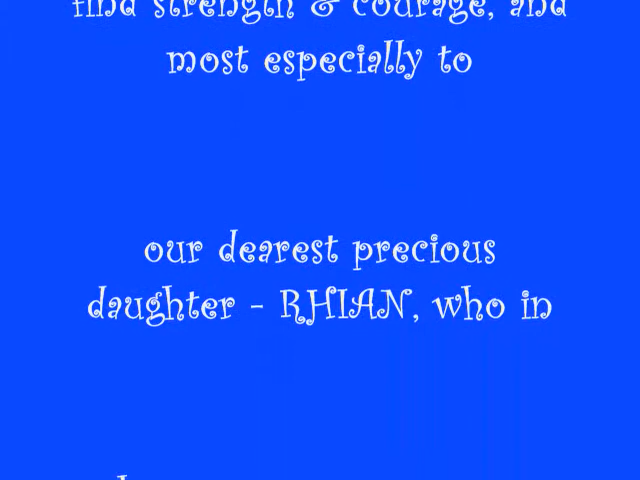 find strength & courage, and
most especially to
our dearest precious
daughter - RHIAN, who in